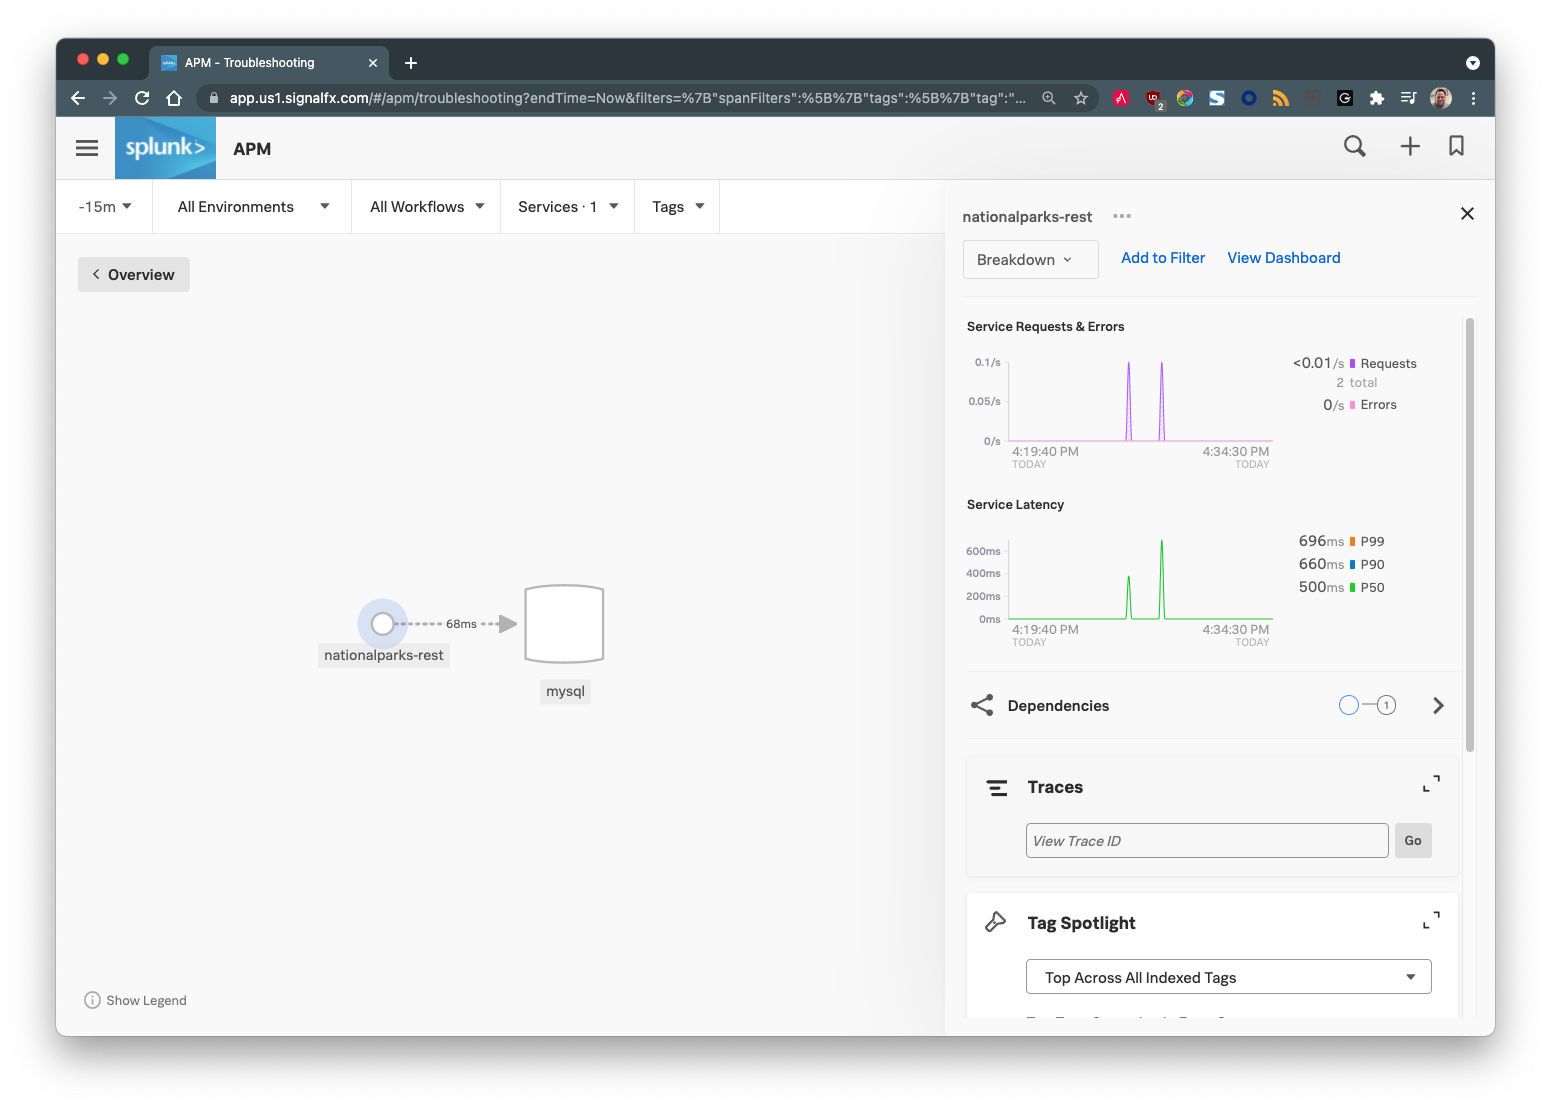 APM - Troubleshooting
app.us1.signalfx.com/#/apm/troubleshooting?endTime=Now&filters=%7B"spanFilters":%5B%7B"tags":%5B%7B"tag":"...
2
splunk>
APM
-15m
All Environments
All Workflows
Services · 1
Tags
Overview
nationalparks-rest
68ms
mysql
Show Legend
nationalparks-rest
Breakdown
Add to Filter
View Dashboard
Service Requests & Errors
0.1/s
0.05/s
0/s
4:19:40 PM
TODAY
4:34:30 PM
TODAY
<0.01/s Requests
2 total
0/s Errors
Service Latency
600ms
400ms
200ms
0ms
4:19:40 PM
TODAY
4:34:30 PM
TODAY
696ms P99
660ms P90
500ms P50
Dependencies
1
Traces
View Trace ID
Go
Tag Spotlight
Top Across All Indexed Tags